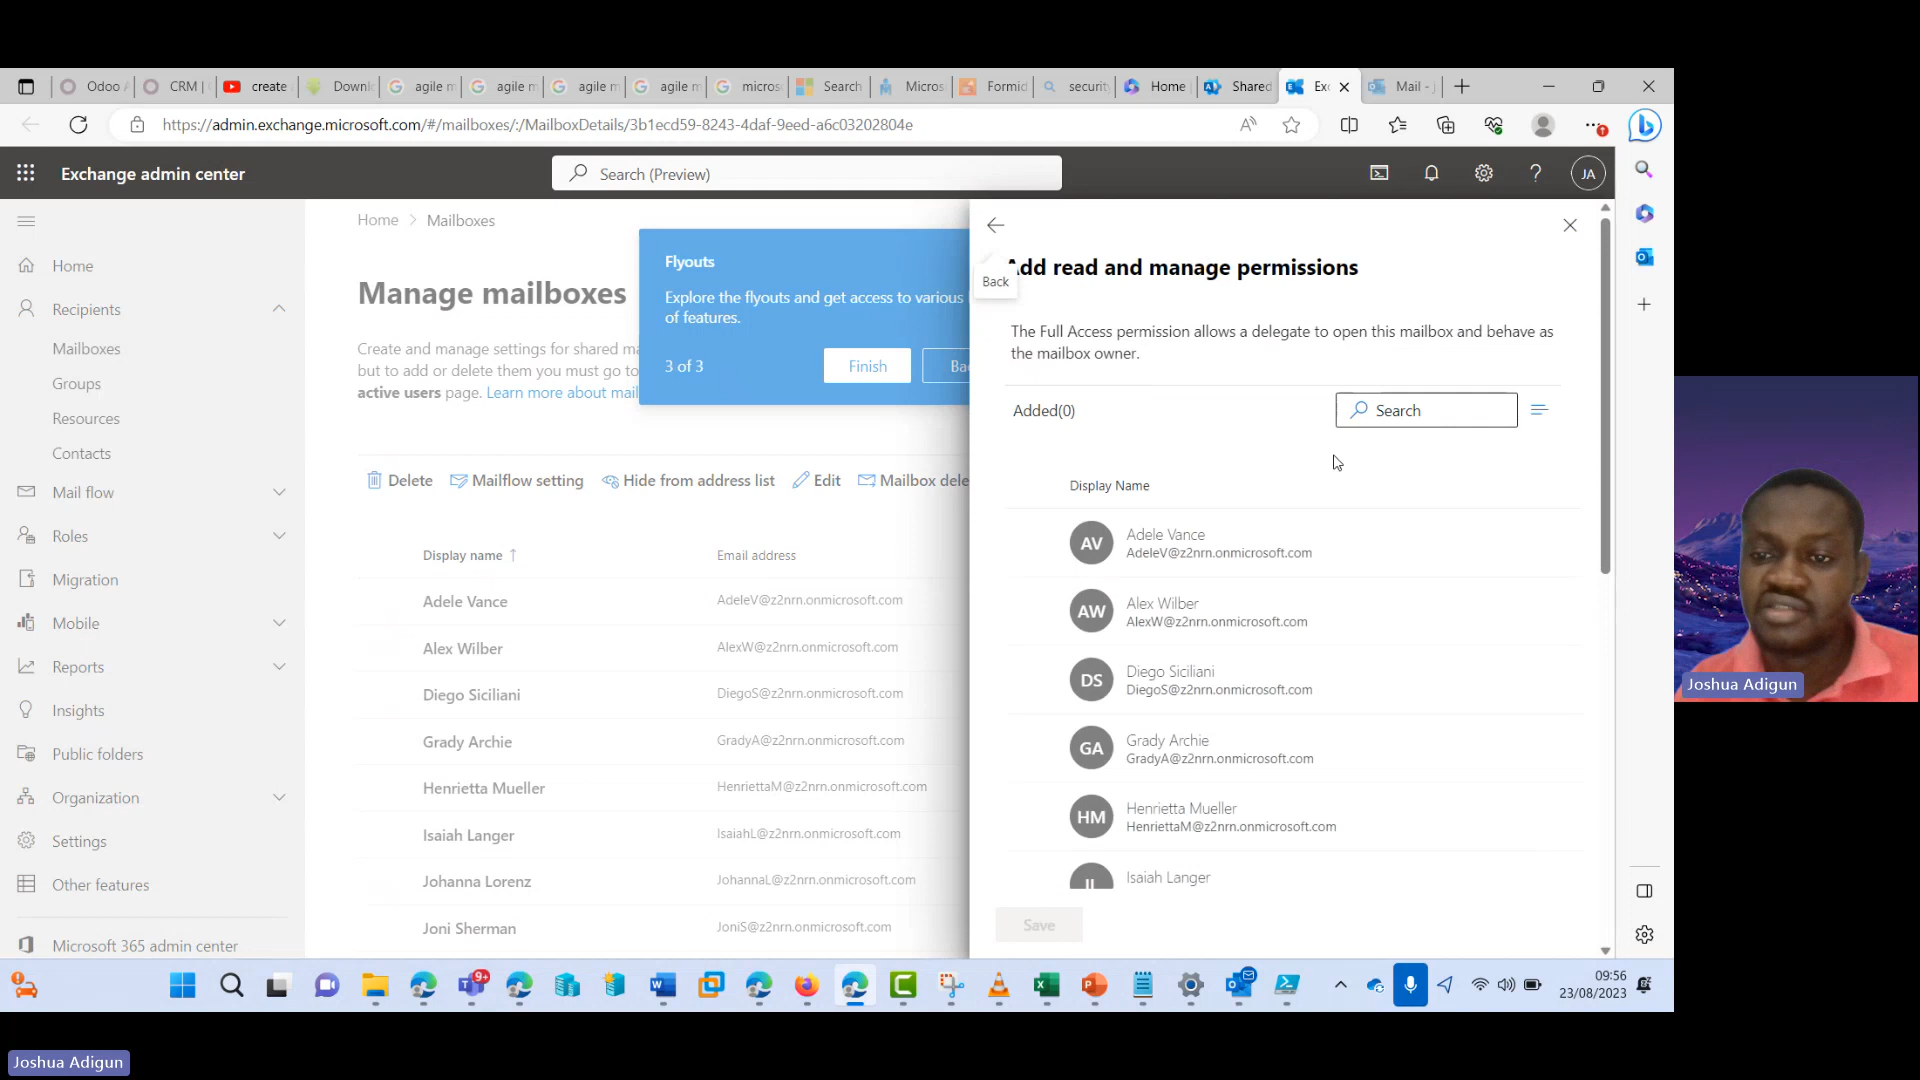 Odoo A
CRM |
create
Downl
agile m
agile m
agile m
agile m
micros
Search
Micros
Formid
security
Home
Shared
Exc
Mail - J
https://admin.exchange.microsoft.com/#/mailboxes/:/MailboxDetails/3b1ecd59-8243-4daf-9eed-a6c03202804e
Exchange admin center
Search (Preview)
JA
Home
Recipients
Mailboxes
Groups
Resources
Contacts
Mail flow
Roles
Migration
Mobile
Reports
Insights
Public folders
Organization
Settings
Other features
Microsoft 365 admin center
Home > Mailboxes
Manage mailboxes
Create and manage settings for shared ma
but to add or delete them you must go to
active users page. Learn more about mail
Flyouts
Explore the flyouts and get access to various
of features.
3 of 3
Finish
Ba
Delete
Mailflow setting
Hide from address list
Edit
Mailbox dele
Display name ↑
Email address
Adele Vance
AdeleV@z2nrn.onmicrosoft.com
Alex Wilber
AlexW@z2nrn.onmicrosoft.com
Diego Siciliani
DiegoS@z2nrn.onmicrosoft.com
Grady Archie
GradyA@z2nrn.onmicrosoft.com
Henrietta Mueller
HenriettaM@z2nrn.onmicrosoft.com
Isaiah Langer
IsaiahL@z2nrn.onmicrosoft.com
Johanna Lorenz
JohannaL@z2nrn.onmicrosoft.com
Joni Sherman
JoniS@z2nrn.onmicrosoft.com
Back
Add read and manage permissions
The Full Access permission allows a delegate to open this mailbox and behave as
the mailbox owner.
Added(0)
Search
Display Name
AV
Adele Vance
AdeleV@z2nrn.onmicrosoft.com
AW
Alex Wilber
AlexW@z2nrn.onmicrosoft.com
DS
Diego Siciliani
DiegoS@z2nrn.onmicrosoft.com
GA
Grady Archie
GradyA@z2nrn.onmicrosoft.com
HM
Henrietta Mueller
HenriettaM@z2nrn.onmicrosoft.com
IL
Isaiah Langer
Save
Joshua Adigun
9+
09:56
23/08/2023
Joshua Adigun